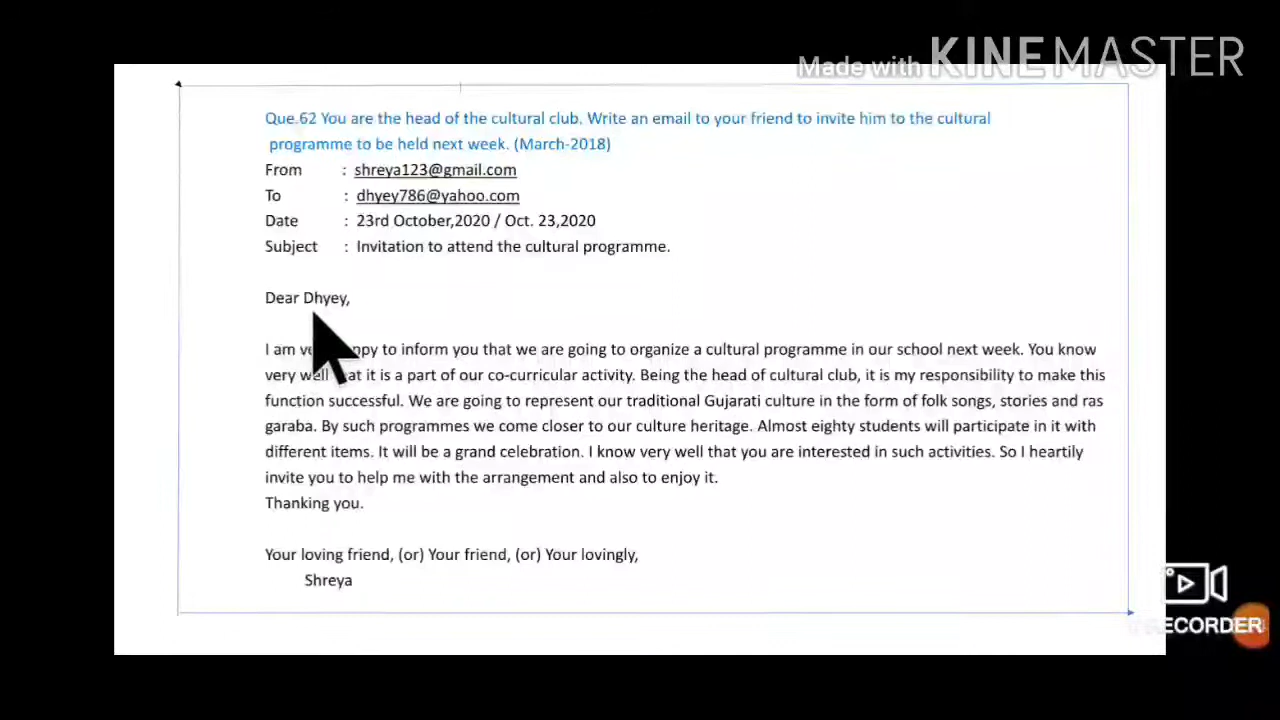 Made with KINEMASTER
Que.62 You are the head of the cultural club. Write an email to your friend to invite him to the cultural
programme to be held next week. (March-2018)
From : shreya123@gmail.com
To : dhyey786@yahoo.com
Date : 23rd October,2020 / Oct. 23,2020
Subject : Invitation to attend the cultural programme.
Dear Dhyey,
I am to inform you that we are going to organize a cultural programme in our school next week. You know
very well it is a part of our co-curricular activity. Being the head of cultural club, it is my responsibility to make this
function successful. We are going to represent our traditional Gujarati culture in the form of folk songs, stories and ras
garaba. By such programmes we come closer to our culture heritage. Almost eighty students will participate in it with
different items. It will be a grand celebration. I know very well that you are interested in such activities. So I heartily
invite you to help me with the arrangement and also to enjoy it.
Thanking you.
Your loving friend, (or) Your friend, (or) Your lovingly,
Shreya
RECORDER